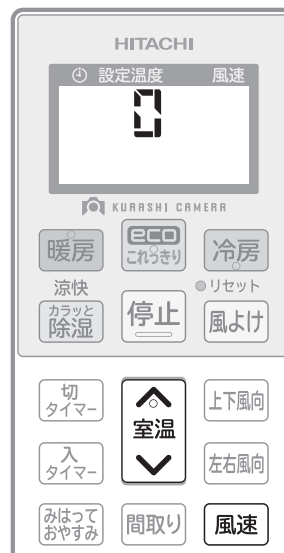 HITACHI
設定温度 風速
0
KURASHI CAMERA
暖房 eco これっきり 冷房
涼快 リセット
カラッと除湿 停止 風よけ
切タイマー 室温 上下風向
入タイマー 左右風向
みはっておやすみ 間取り 風速